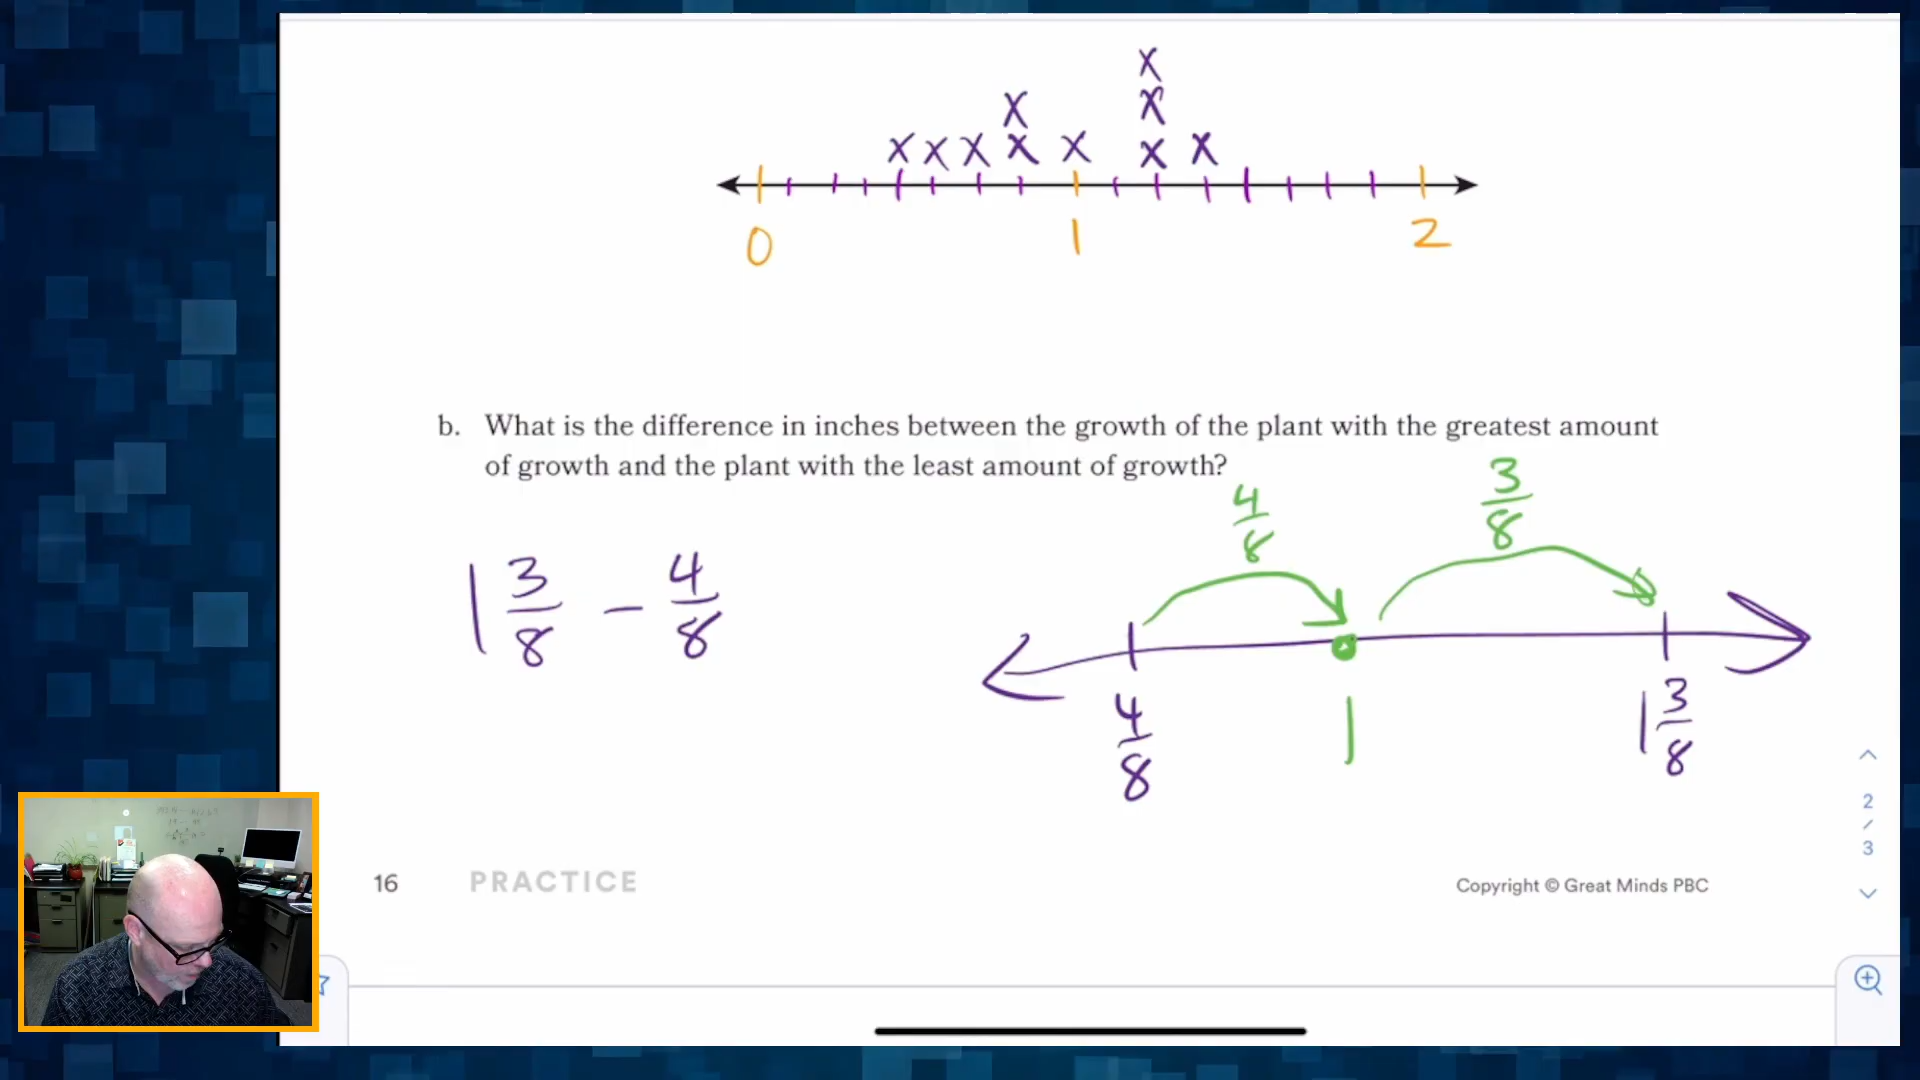 X
X X
X X X X X X X
0 1 2
b. What is the difference in inches between the growth of the plant with the greatest amount
of growth and the plant with the least amount of growth?
4/8 3/8
1 3/8 - 4/8
4/8 1 1 3/8
2
/
3
16 PRACTICE Copyright © Great Minds PBC